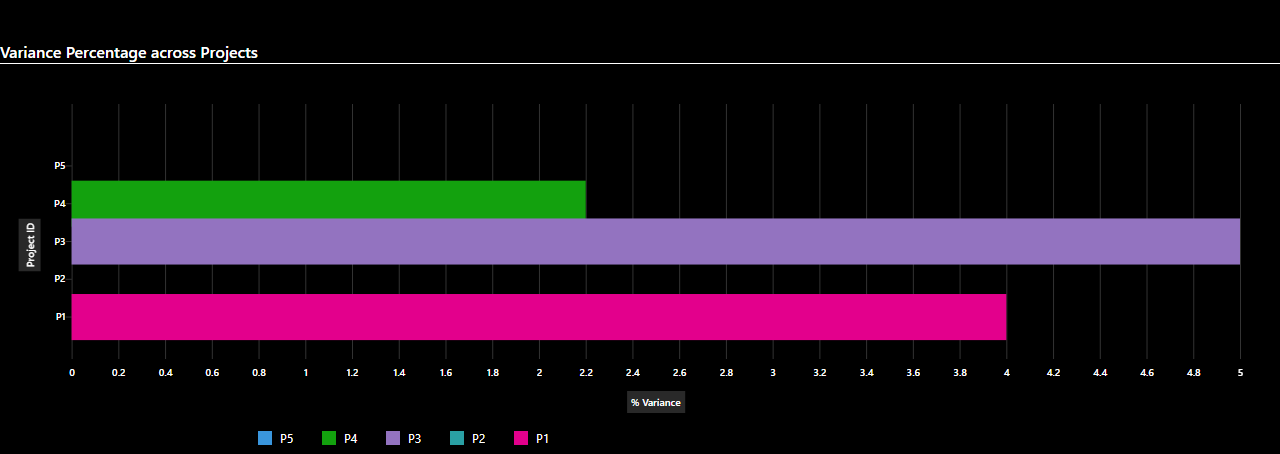 Variance Percentage across Projects
P5
P4
P3
P2
P1
Project ID
0 0.2 0.4 0.6 0.8 1 1.2 1.4 1.6 1.8 2 2.2 2.4 2.6 2.8 3 3.2 3.4 3.6 3.8 4 4.2 4.4 4.6 4.8 5
% Variance
P5 P4 P3 P2 P1